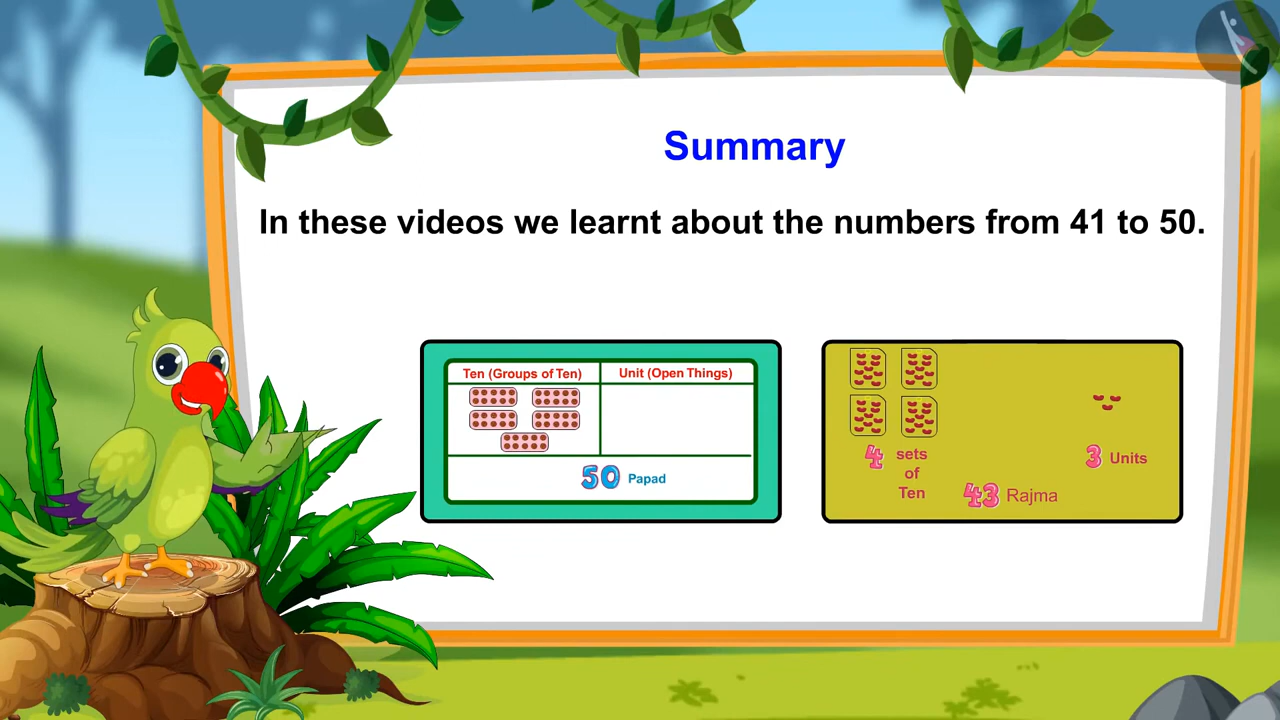 Summary
In these videos we learnt about the numbers from 41 to 50.
Ten (Groups of Ten) Unit (Open Things)
50 Papad
4 sets
of
Ten
3 Units
43 Rajma